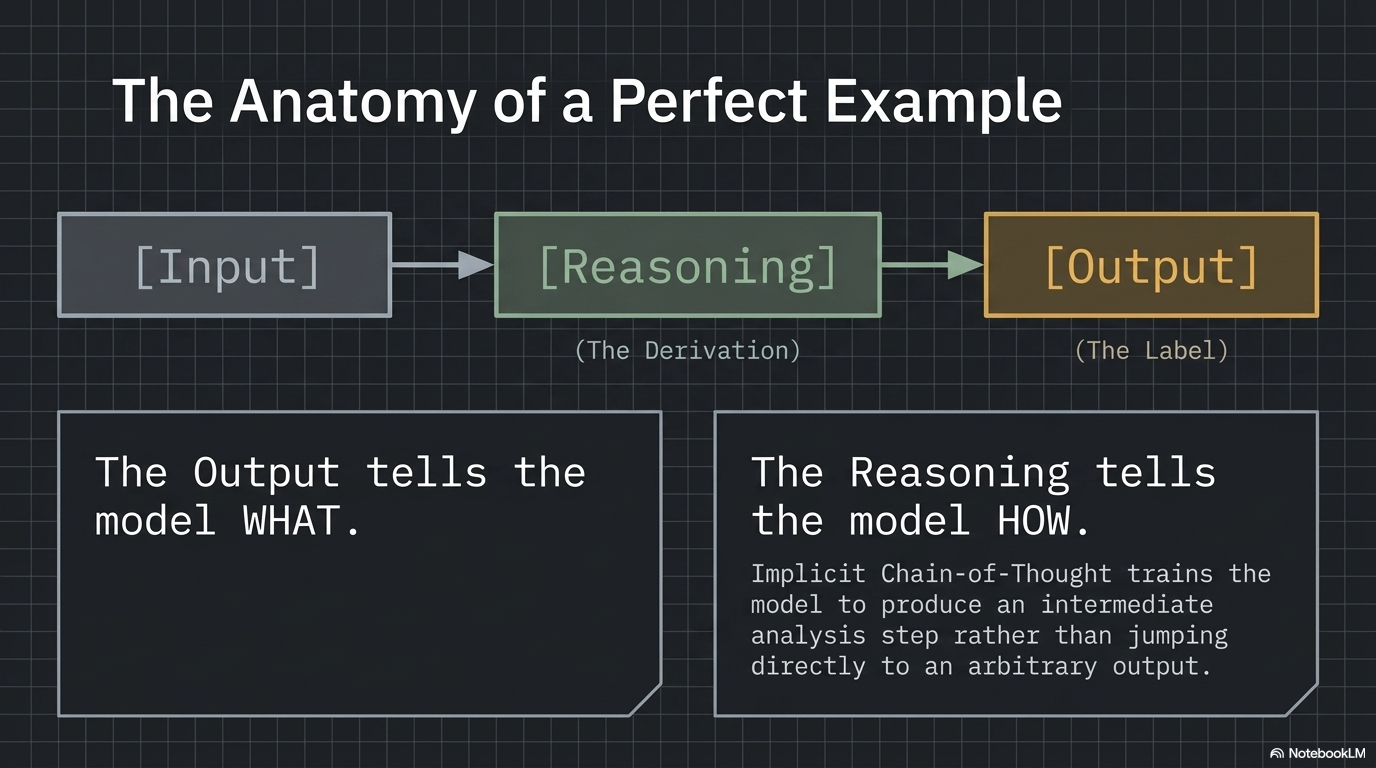 The Anatomy of a Perfect Example
[Input]
[Reasoning]
[Output]
(The Derivation)
(The Label)
The Output tells the
model WHAT.
The Reasoning tells
the model HOW.
Implicit Chain-of-Thought trains the
model to produce an intermediate
analysis step rather than jumping
directly to an arbitrary output.
NotebookLM